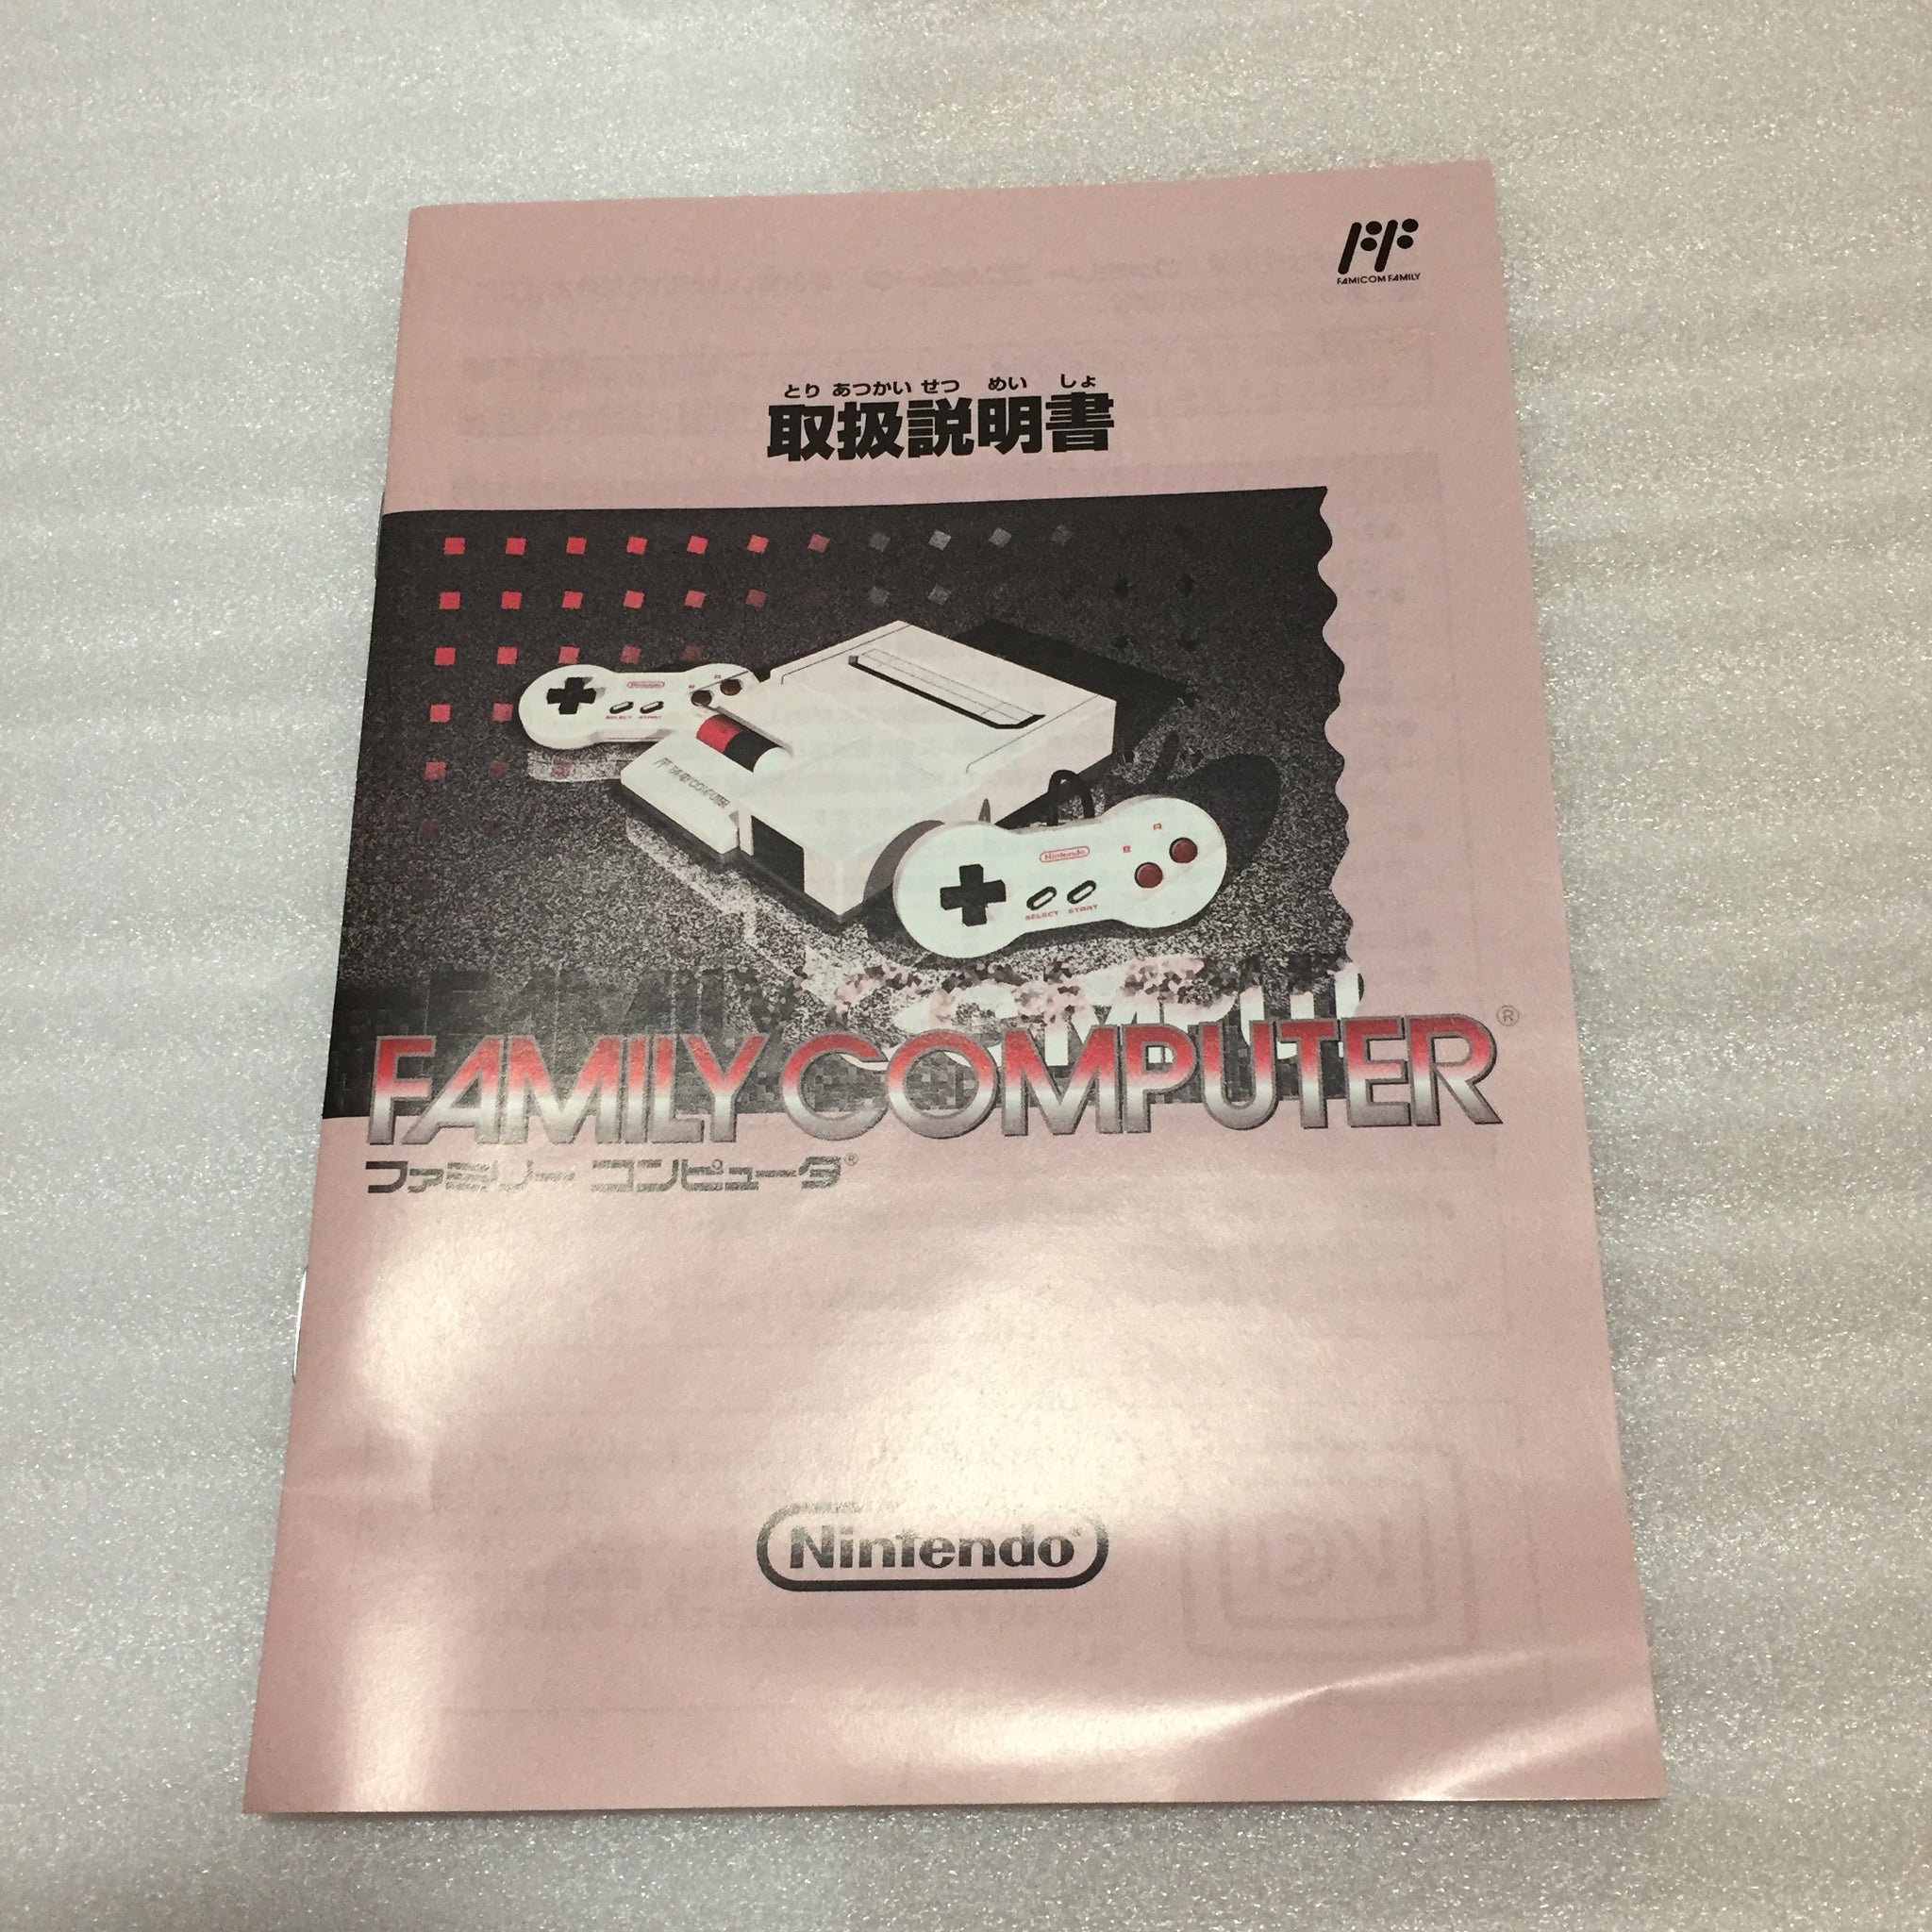 FAMICOM FAMILY
とり あつかい せつ めい しょ
取扱説明書
Nintendo
SELECT START
FAMILY COMPUTER
Nintendo
B A
SELECT START
FAMILY COMPUTER®
ファミリー コンピュータ®
Nintendo®